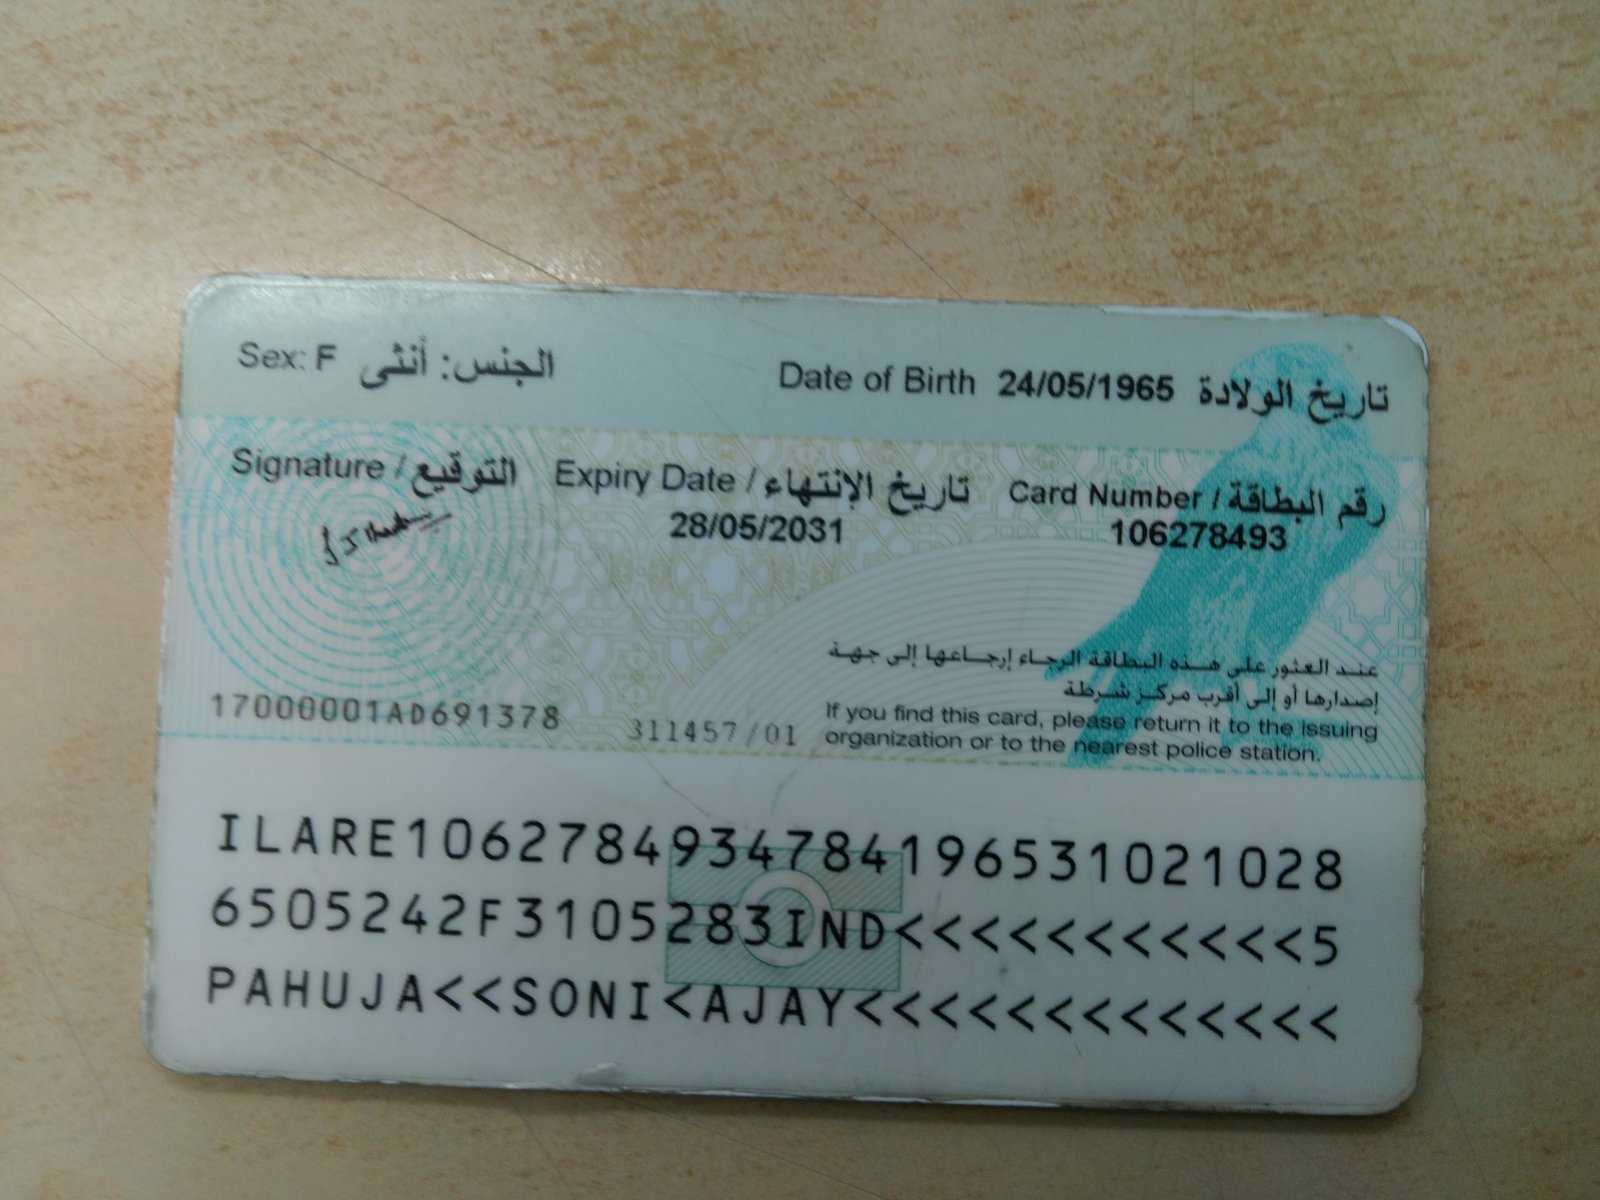 Sex: F الجنس: أنثى
Date of Birth 24/05/1965 تاريخ الولادة
Signature / التوقيع
Expiry Date / تاريخ الإنتهاء
28/05/2031
Card Number / رقم البطاقة
106278493
عند العثور على هذه البطاقة الرجاء إرجاعها إلى جهة
إصدارها أو إلى أقرب مركز شرطة
If you find this card, please return it to the issuing
organization or to the nearest police station.
17000001AD691378
311457/01
ILARE1062784934784196531021028
6505242F3105283IND<<<<<<<<<<<5
PAHUJA<<SONI<AJAY<<<<<<<<<<<<<